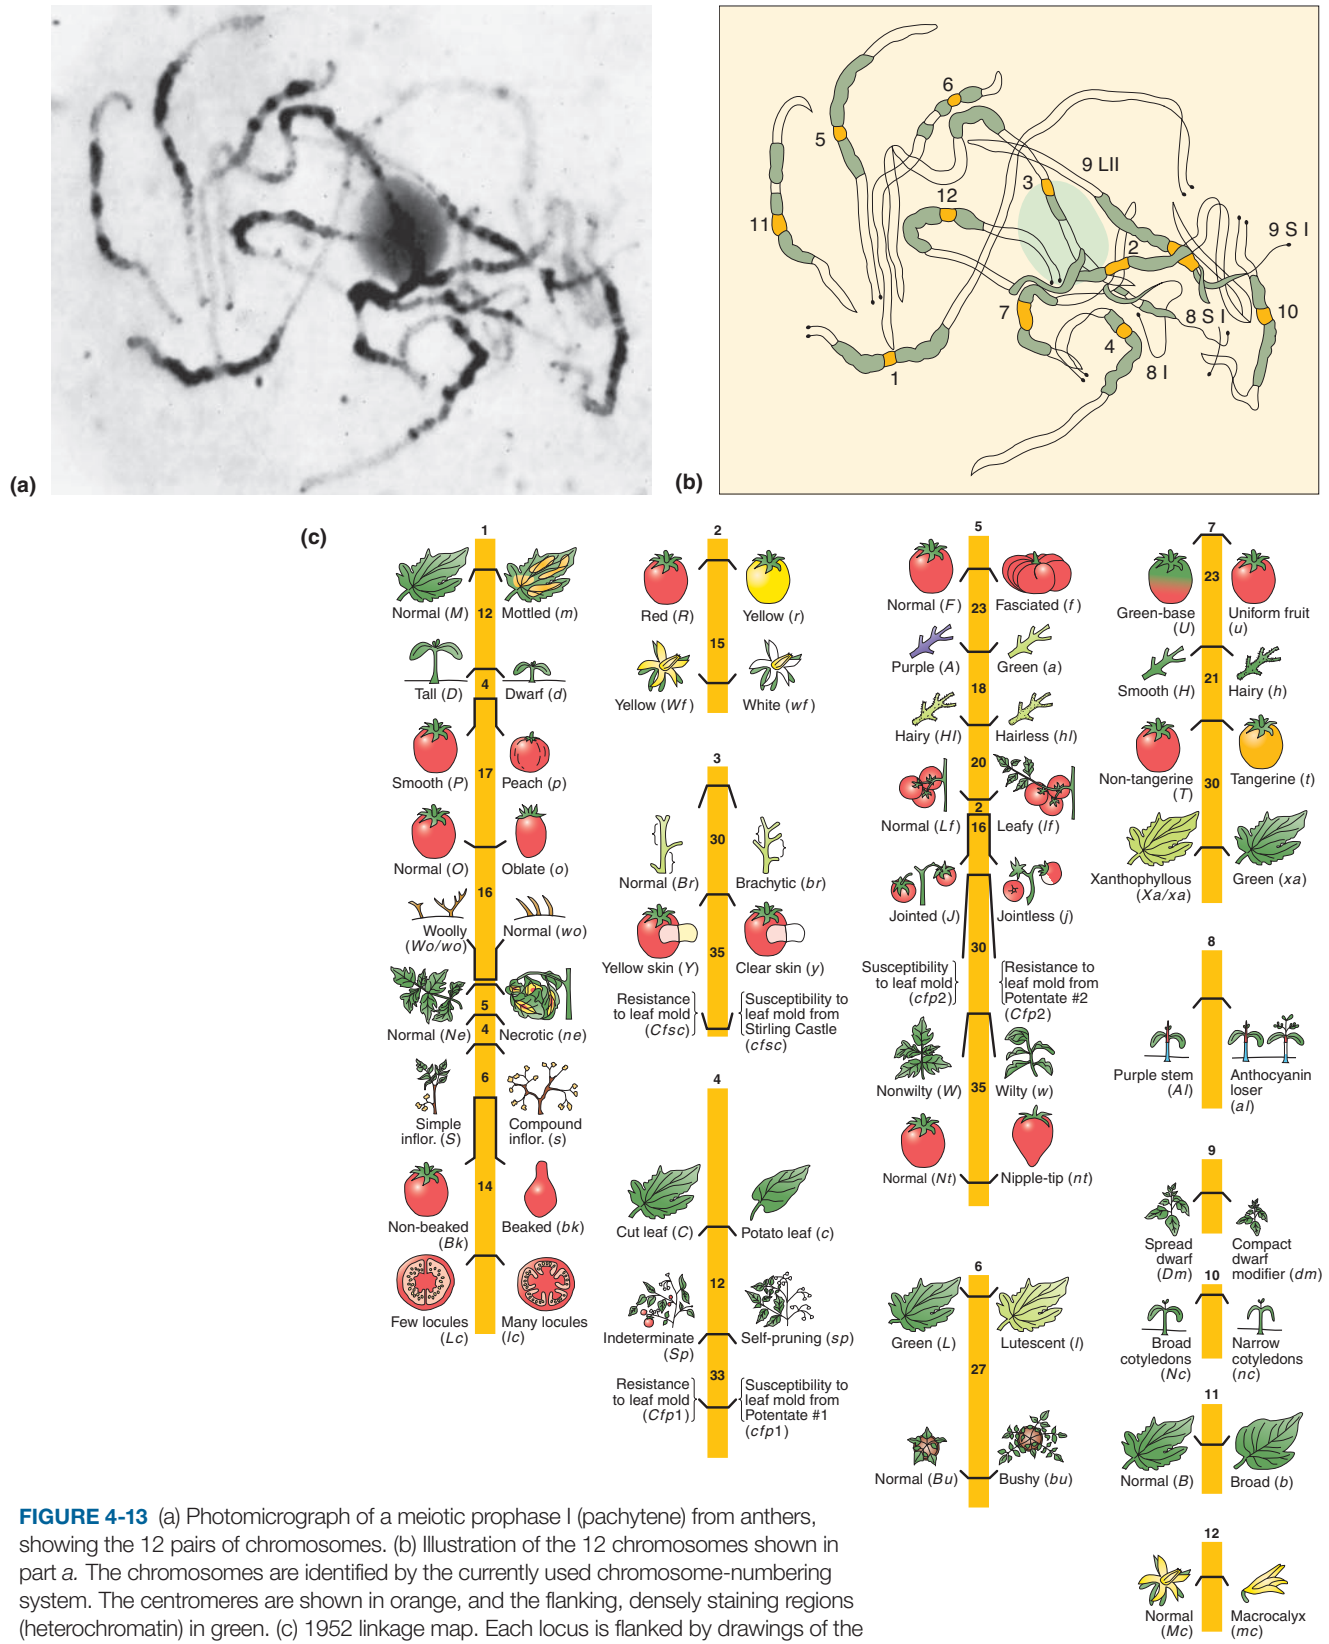 (a)
5
6
11
12
3
9 LII
2
9 S I
7
8 S I
10
4
8 I
1
(b)
(c)
1
Normal (M)
Mottled (m)
12
Tall (D)
Dwarf (d)
4
Smooth (P)
Peach (p)
17
Normal (O)
Oblate (o)
16
Woolly
(Wo/wo)
Normal (wo)
Normal (Ne)
Necrotic (ne)
5
4
6
Simple
inflor. (S)
Compound
inflor. (s)
14
Non-beaked
(Bk)
Beaked (bk)
Few locules
(Lc)
Many locules
(lc)
2
Red (R)
Yellow (r)
15
Yellow (Wf)
White (wf)
3
30
Normal (Br)
Brachytic (br)
Yellow skin (Y)
Clear skin (y)
35
Resistance
to leaf mold
(Cfsc)
Susceptibility to
leaf mold from
Stirling Castle
(cfsc)
4
Cut leaf (C)
Potato leaf (c)
12
Indeterminate
(Sp)
Self-pruning (sp)
33
Resistance
to leaf mold
(Cfp1)
Susceptibility to
leaf mold from
Potentate #1
(cfp1)
5
Normal (F)
Fasciated (f)
23
Purple (A)
Green (a)
18
Hairy (Hl)
Hairless (hl)
20
Normal (Lf)
Leafy (lf)
2
16
Jointed (J)
Jointless (j)
30
Susceptibility
to leaf mold
(cfp2)
Resistance to
leaf mold from
Potentate #2
(Cfp2)
Nonwilty (W)
Wilty (w)
35
Normal (Nt)
Nipple-tip (nt)
6
Green (L)
Lutescent (l)
27
Normal (Bu)
Bushy (bu)
7
23
Green-base
(U)
Uniform fruit
(u)
Smooth (H)
Hairy (h)
21
Non-tangerine
(T)
Tangerine (t)
30
Xanthophyllous
(Xa/xa)
Green (xa)
8
Purple stem
(Al)
Anthocyanin
loser
(al)
9
Spread
dwarf
(Dm)
Compact
dwarf
modifier (dm)
10
Broad
cotyledons
(Nc)
Narrow
cotyledons
(nc)
11
Normal (B)
Broad (b)
12
Normal
(Mc)
Macrocalyx
(mc)
FIGURE 4-13 (a) Photomicrograph of a meiotic prophase I (pachytene) from anthers,
showing the 12 pairs of chromosomes. (b) Illustration of the 12 chromosomes shown in
part a. The chromosomes are identified by the currently used chromosome-numbering
system. The centromeres are shown in orange, and the flanking, densely staining regions
(heterochromatin) in green. (c) 1952 linkage map. Each locus is flanked by drawings of the